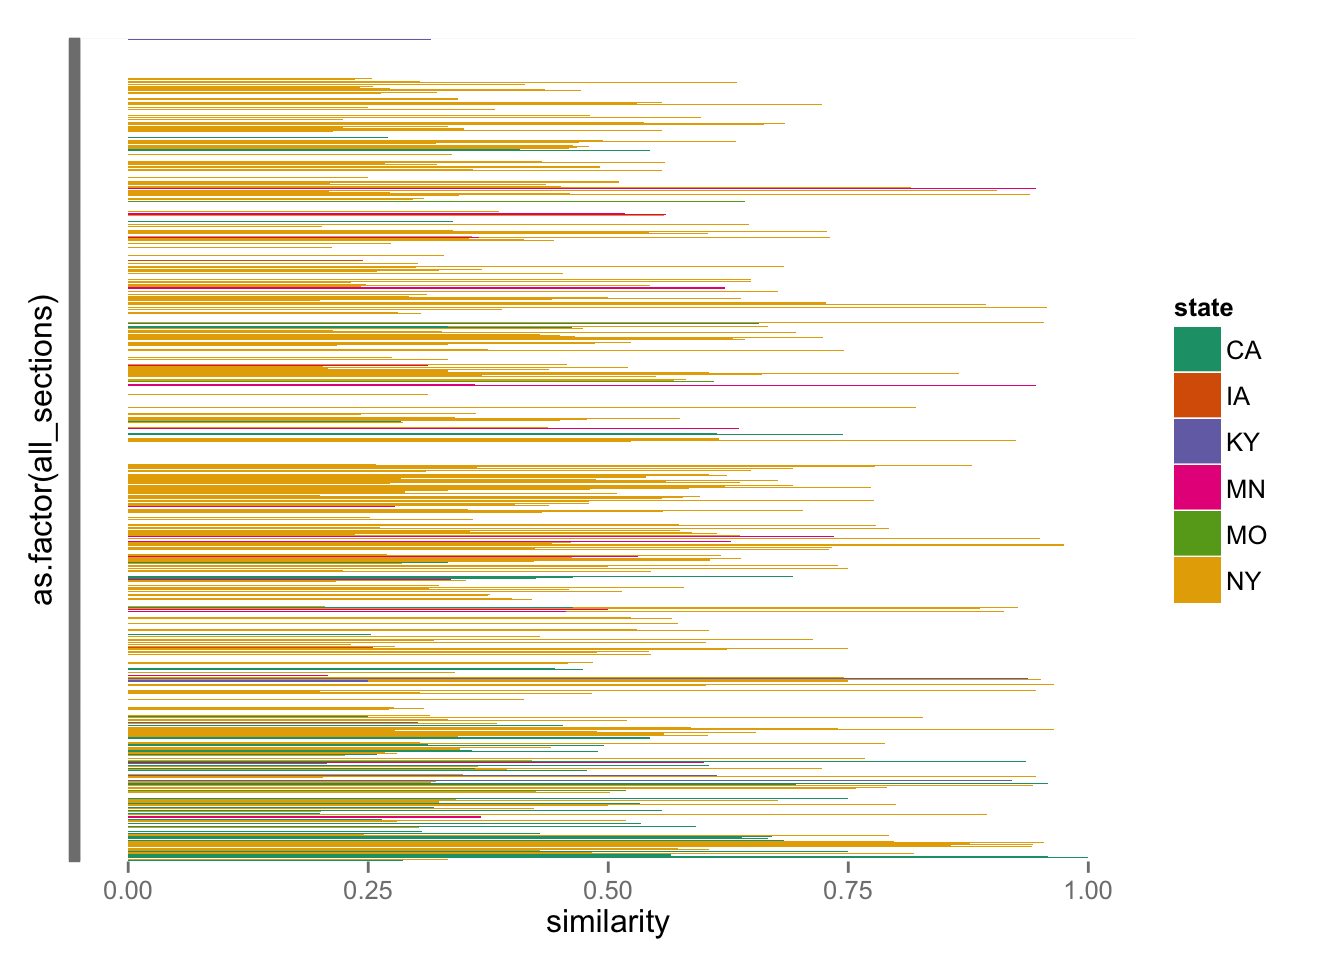 as.factor(all_sections)
0.00 0.25 0.50 0.75 1.00
similarity
state
CA
IA
KY
MN
MO
NY